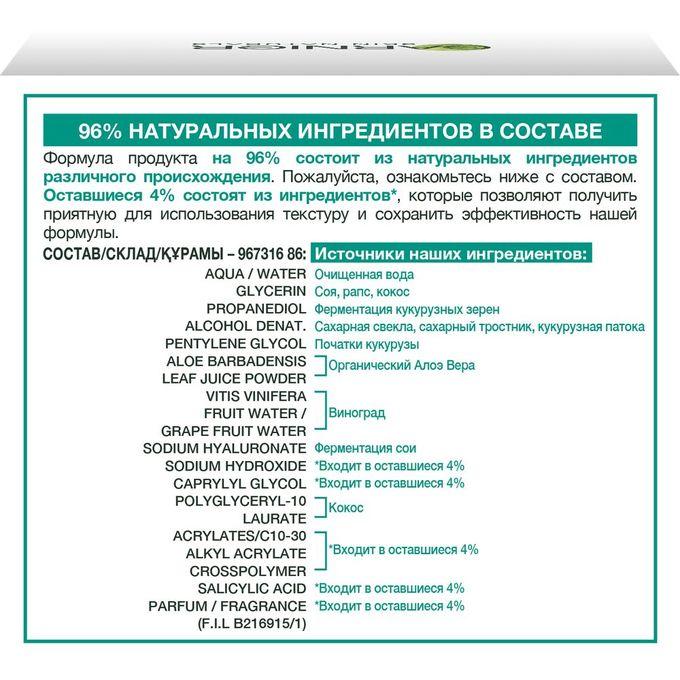 GARNIER
SKIN NATURALS
96% НАТУРАЛЬНЫХ ИНГРЕДИЕНТОВ В СОСТАВЕ
Формула продукта на 96% состоит из натуральных ингредиентов
различного происхождения. Пожалуйста, ознакомьтесь ниже с составом.
Оставшиеся 4% состоят из ингредиентов*, которые позволяют получить
приятную для использования текстуру и сохранить эффективность нашей
формулы.
СОСТАВ/СКЛАД/ҚҰРАМЫ – 967316 86: Источники наших ингредиентов:
AQUA / WATER Очищенная вода
GLYCERIN Соя, рапс, кокос
PROPANEDIOL Ферментация кукурузных зерен
ALCOHOL DENAT. Сахарная свекла, сахарный тростник, кукурузная патока
PENTYLENE GLYCOL Початки кукурузы
ALOE BARBADENSIS
LEAF JUICE POWDER Органический Алоэ Вера
VITIS VINIFERA
FRUIT WATER / Виноград
GRAPE FRUIT WATER
SODIUM HYALURONATE Ферментация сои
SODIUM HYDROXIDE *Входит в оставшиеся 4%
CAPRYLYL GLYCOL *Входит в оставшиеся 4%
POLYGLYCERYL-10
LAURATE Кокос
ACRYLATES/C10-30
ALKYL ACRYLATE *Входит в оставшиеся 4%
CROSSPOLYMER
SALICYLIC ACID *Входит в оставшиеся 4%
PARFUM / FRAGRANCE *Входит в оставшиеся 4%
(F.I.L B216915/1)